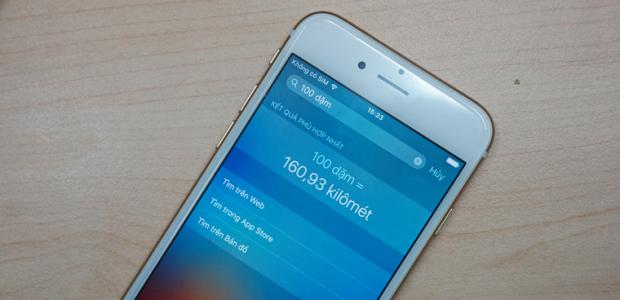 Không có SIM
15:33
100 dặm
Hủy
KẾT QUẢ PHÙ HỢP NHẤT
100 dặm =
160,93 kilômét
Tìm trên Web
Tìm trong App Store
Tìm trên Bản đồ